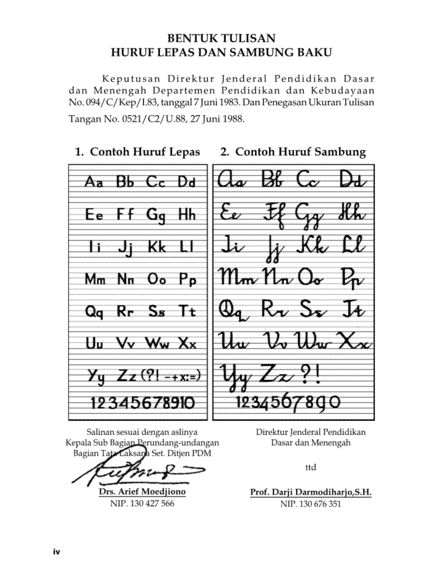 BENTUK TULISAN
HURUF LEPAS DAN SAMBUNG BAKU
Keputusan Direktur Jenderal Pendidikan Dasar
dan Menengah Departemen Pendidikan dan Kebudayaan
No. 094/C/Kep/I.83, tanggal 7 Juni 1983. Dan Penegasan Ukuran Tulisan
Tangan No. 0521/C2/U.88, 27 Juni 1988.
1. Contoh Huruf Lepas
Aa Bb Cc Dd
Ee Ff Gg Hh
Ii Jj Kk Ll
Mm Nn Oo Pp
Qq Rr Ss Tt
Uu Vv Ww Xx
Yy Zz (?! -+x:=)
12345678910
2. Contoh Huruf Sambung
Aa Bb Cc Dd
Ee Ff Gg Hh
Ii Jj Kk Ll
Mm Nn Oo Pp
Qq Rr Ss Tt
Uu Vv Ww Xx
Yy Zz ?!
1234567890
Salinan sesuai dengan aslinya
Kepala Sub Bagian Perundang-undangan
Bagian Tata Laksana Set. Ditjen PDM
Drs. Arief Moedjiono
NIP. 130 427 566
Direktur Jenderal Pendidikan
Dasar dan Menengah
ttd
Prof. Darji Darmodiharjo,S.H.
NIP. 130 676 351
iv